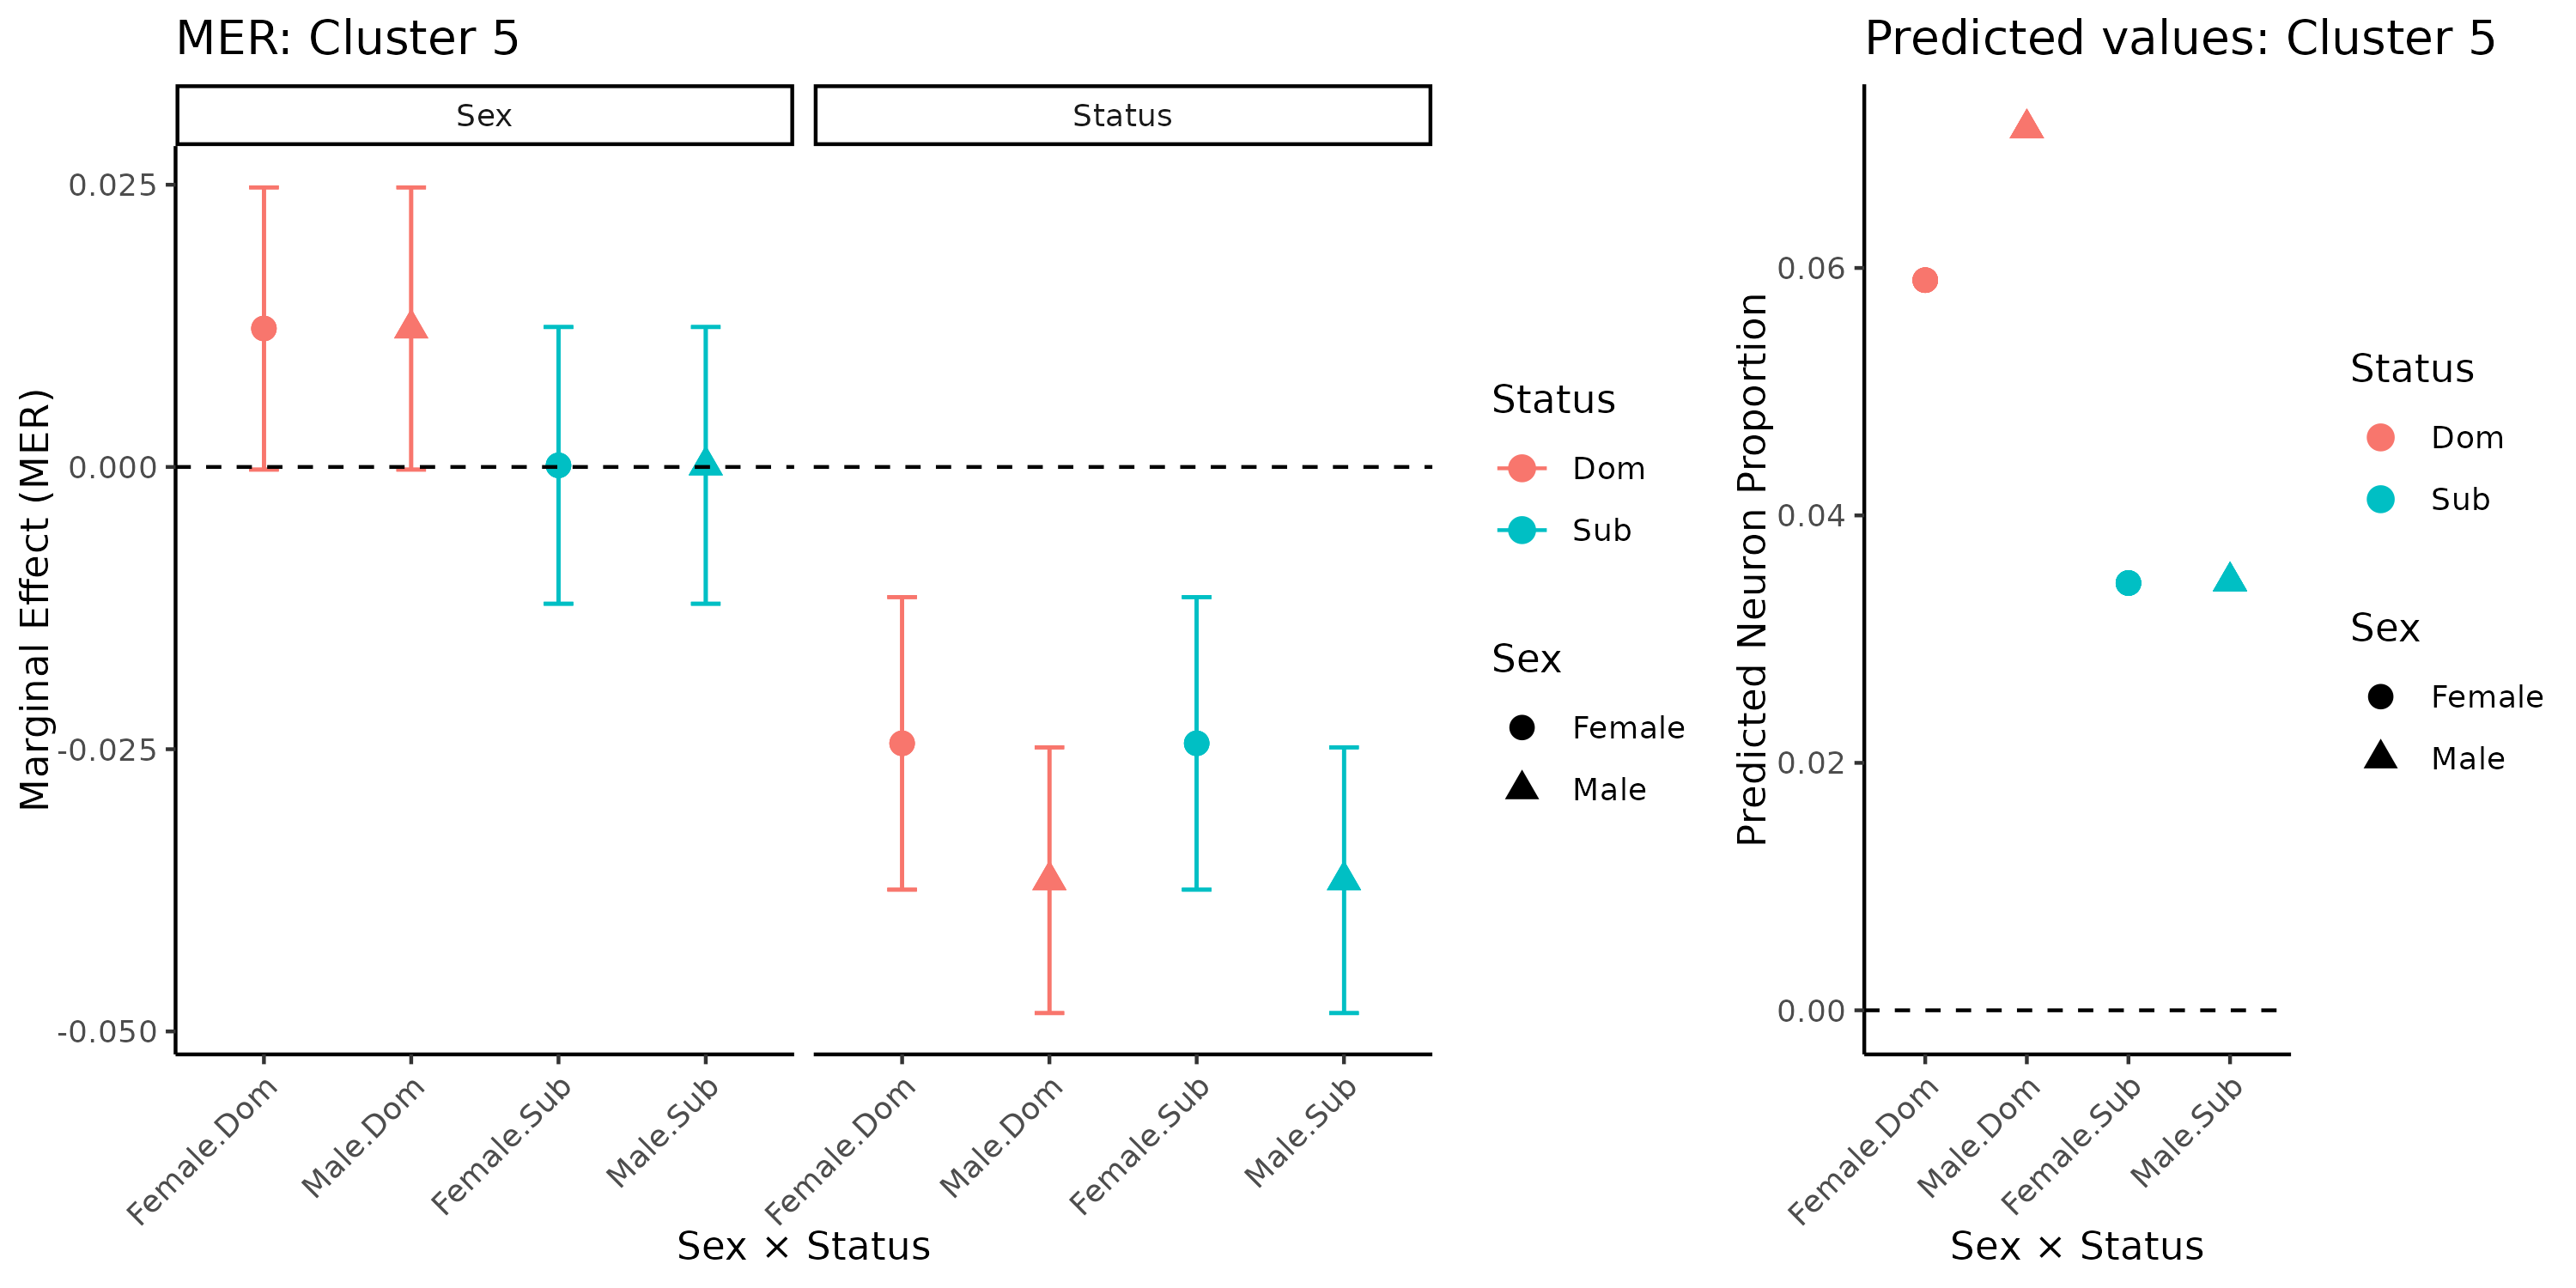 MER: Cluster 5
Sex
Status
Marginal Effect (MER)
0.025
0.000
-0.025
-0.050
Female.Dom
Male.Dom
Female.Sub
Male.Sub
Female.Dom
Male.Dom
Female.Sub
Male.Sub
Sex × Status
Status
Dom
Sub
Sex
Female
Male
Predicted values: Cluster 5
Predicted Neuron Proportion
0.06
0.04
0.02
0.00
Female.Dom
Male.Dom
Female.Sub
Male.Sub
Sex × Status
Status
Dom
Sub
Sex
Female
Male